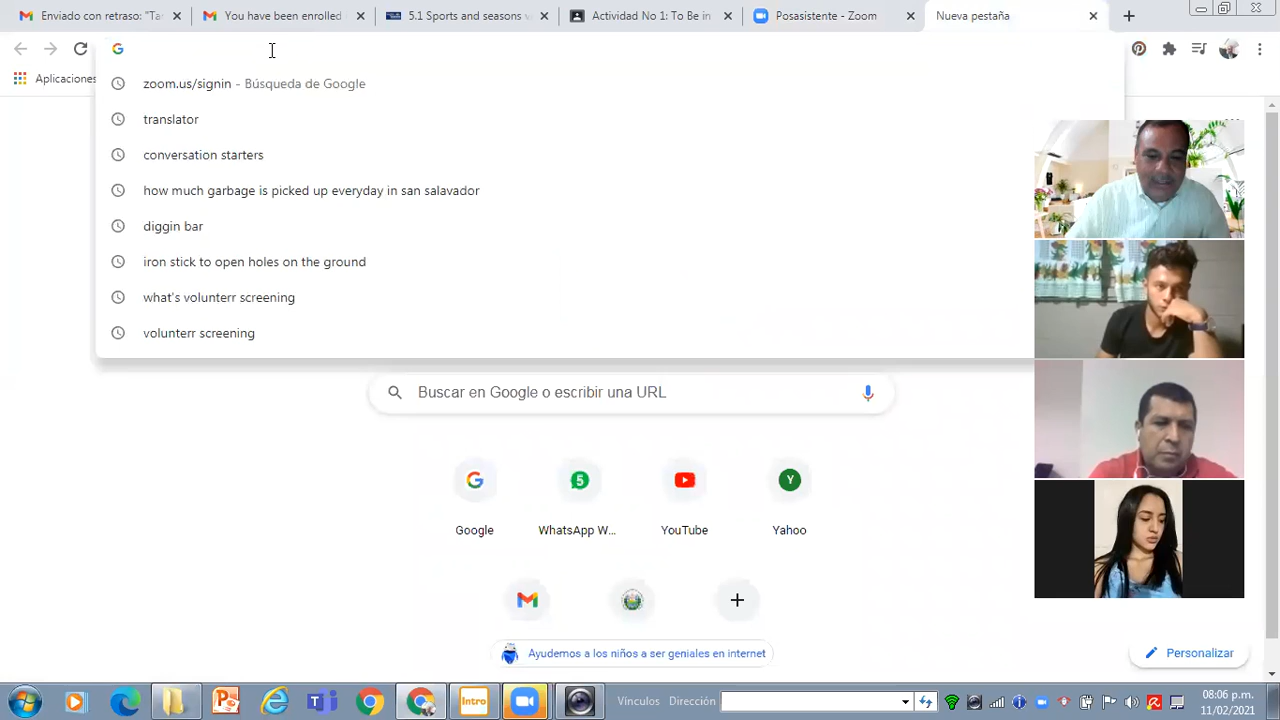 Enviado con retraso: "Ta
You have been enrolled
5.1 Sports and seasons v
Actividad No 1: To Be in
Posasistente - Zoom
Nueva pestaña
Aplicaciones
zoom.us/signin - Búsqueda de Google
translator
conversation starters
how much garbage is picked up everyday in san salavador
diggin bar
iron stick to open holes on the ground
what's volunterr screening
volunterr screening
Buscar en Google o escribir una URL
5
Y
Google
WhatsApp W...
YouTube
Yahoo
Ayudemos a los niños a ser geniales en internet
Personalizar
Intro
Vínculos
Dirección
08:06 p.m.
11/02/2021